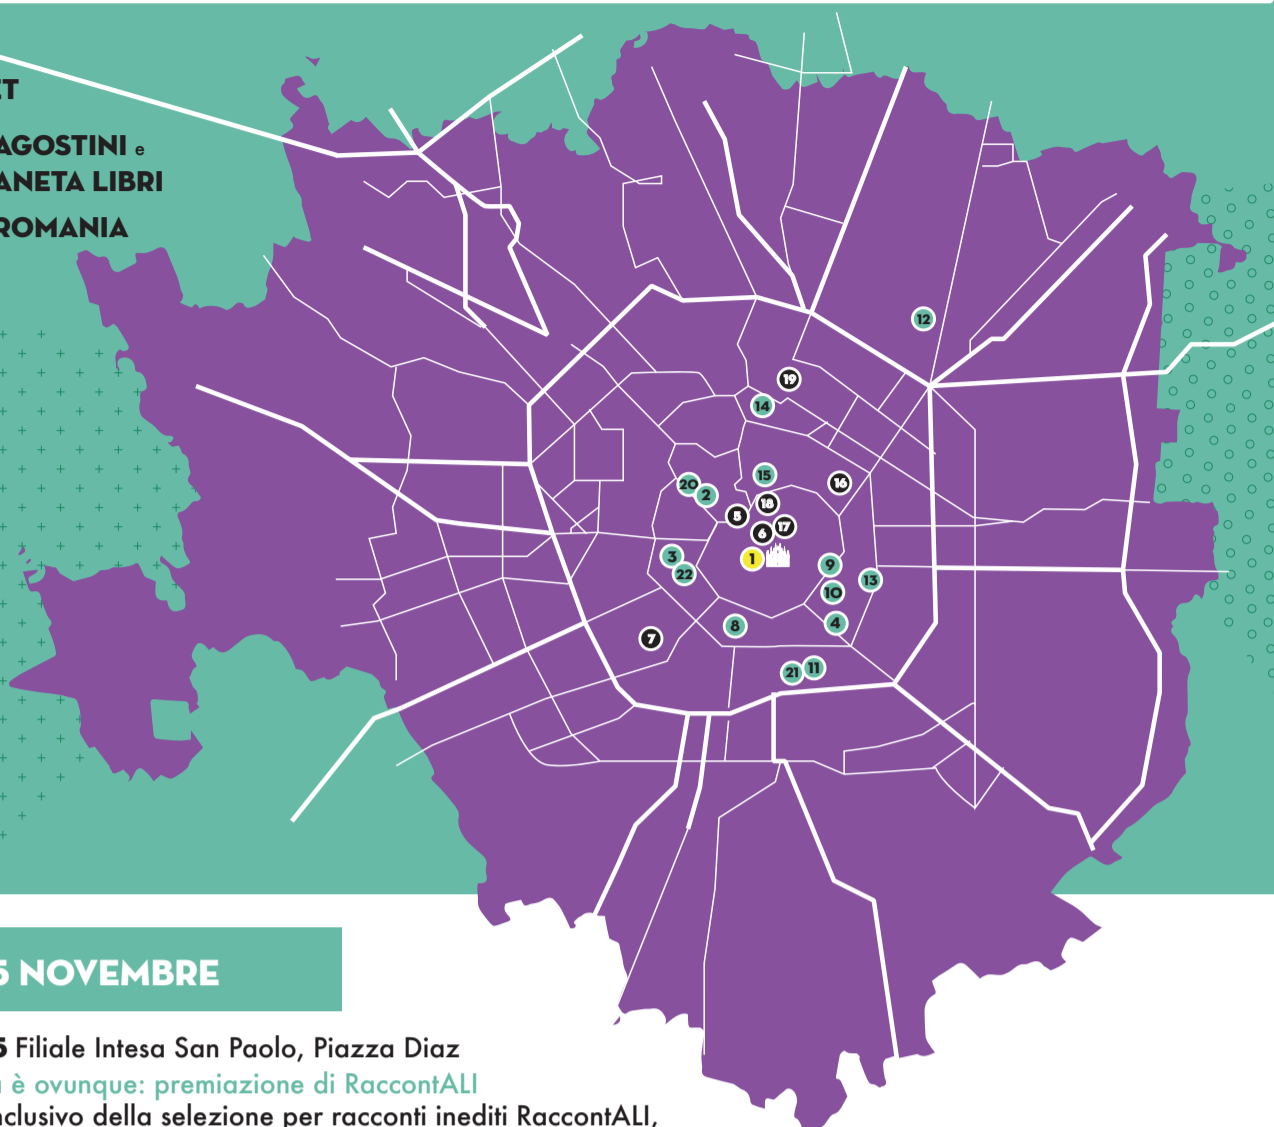 ET
AGOSTINI e
ANETA LIBRI
ROMANIA
12
19
14
15
16
20
2
18
5
17
6
3
1
9
22
13
10
8
4
7
21
11
5 NOVEMBRE
5 Filiale Intesa San Paolo, Piazza Diaz
è ovunque: premiazione di RaccontALI
nclusivo della selezione per racconti inediti RaccontALI,